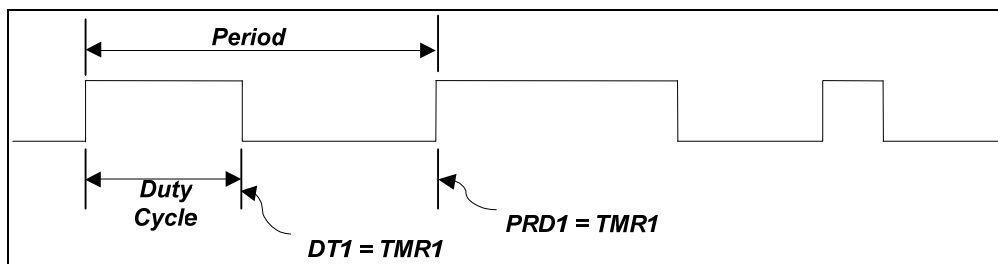 Period
Duty
Cycle
DT1 = TMR1
PRD1 = TMR1